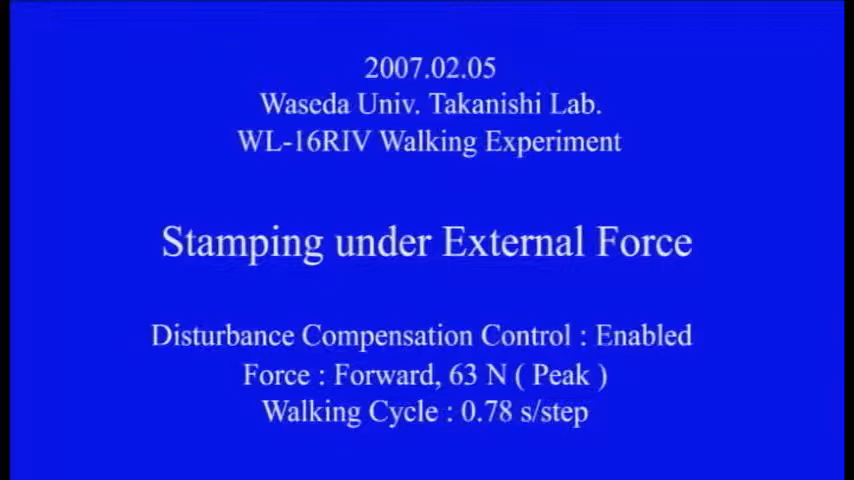 2007.02.05
Waseda Univ. Takanishi Lab.
WL-16RIV Walking Experiment
Stamping under External Force
Disturbance Compensation Control : Enabled
Force : Forward, 63 N ( Peak )
Walking Cycle : 0.78 s/step